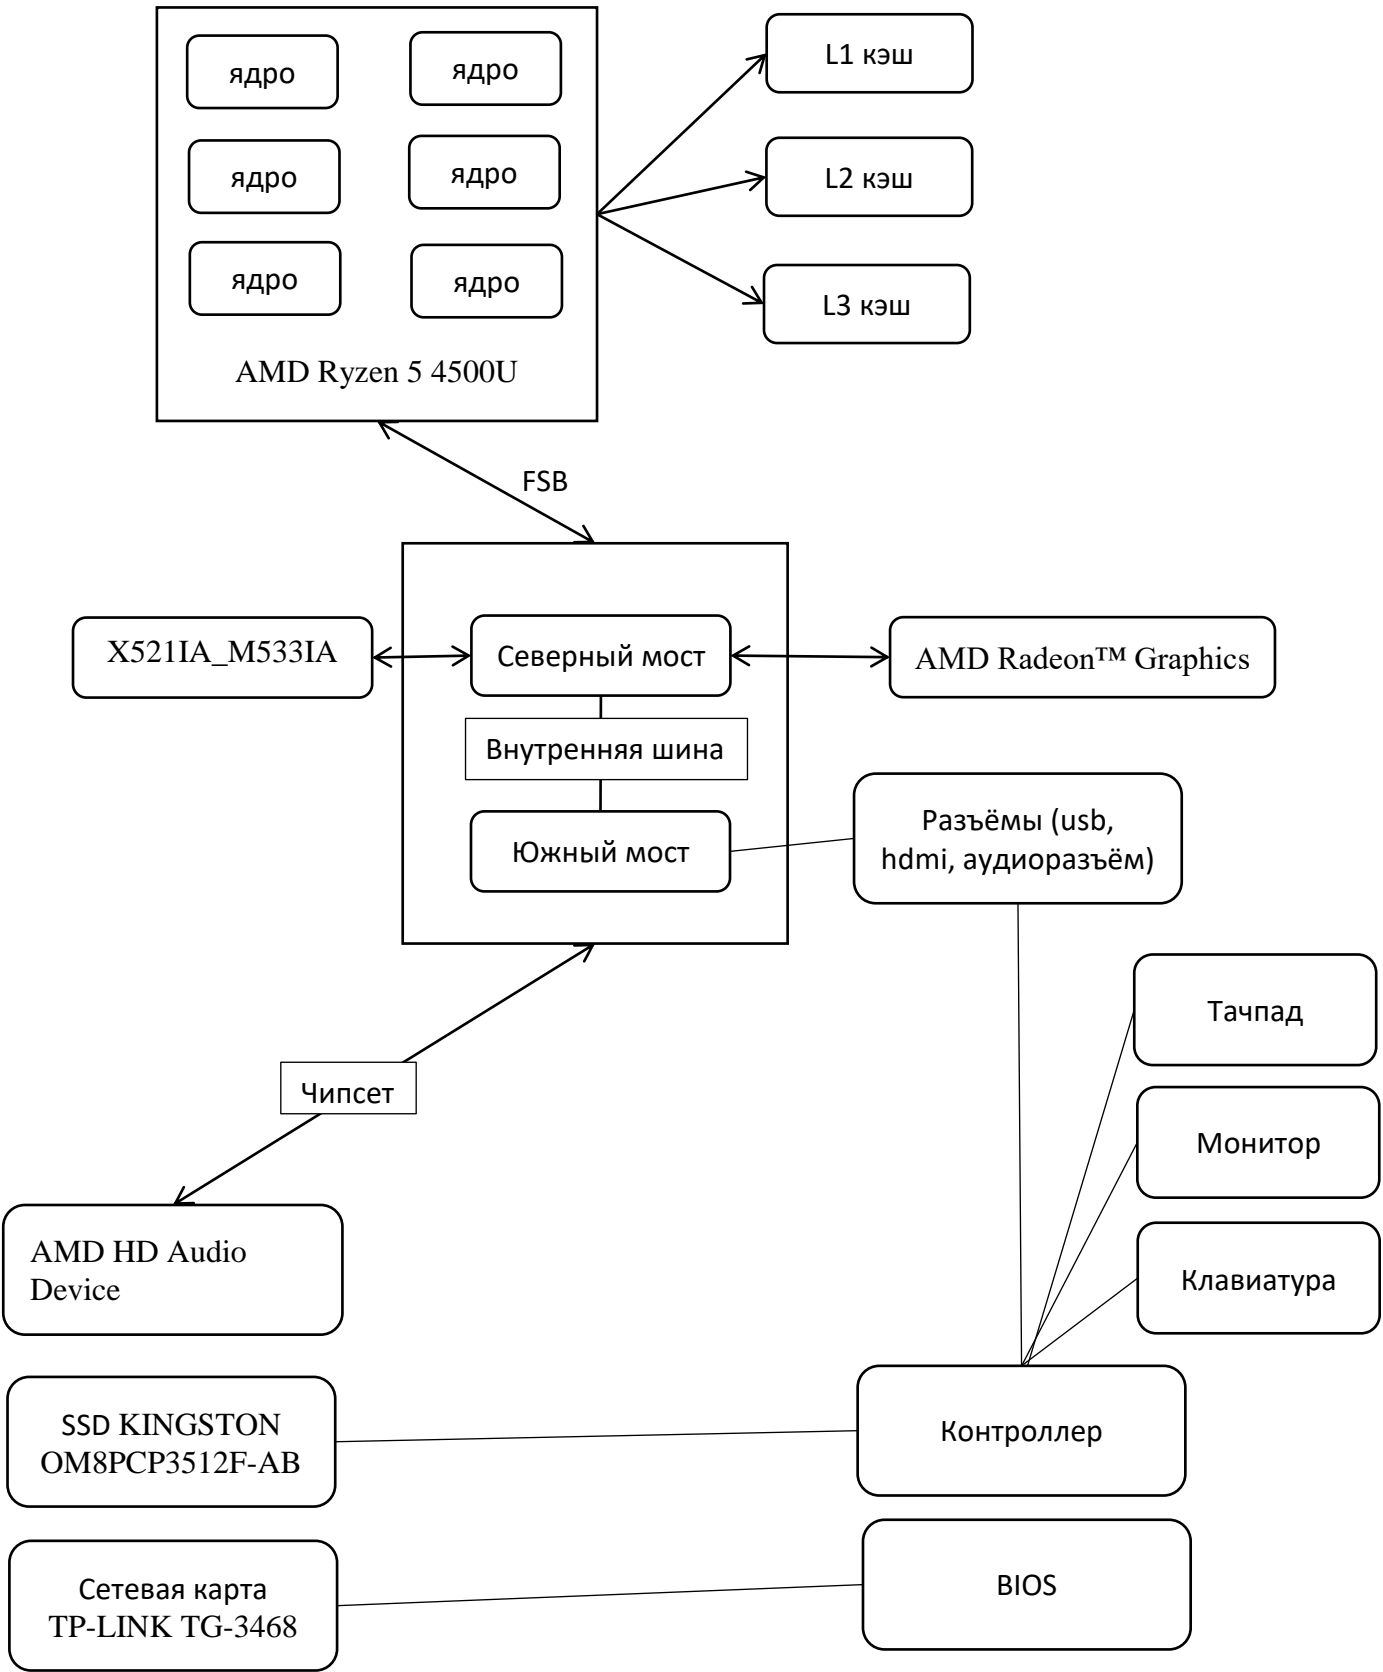 ядро
ядро
L1 кэш
ядро
ядро
L2 кэш
ядро
ядро
L3 кэш
AMD Ryzen 5 4500U
FSB
X521IA_M533IA
Северный мост
AMD Radeon™ Graphics
Внутренняя шина
Южный мост
Разъёмы (usb,
hdmi, аудиоразъём)
Тачпад
Чипсет
Монитор
AMD HD Audio
Device
Клавиатура
SSD KINGSTON
OM8PCP3512F-AB
Контроллер
Сетевая карта
TP-LINK TG-3468
BIOS